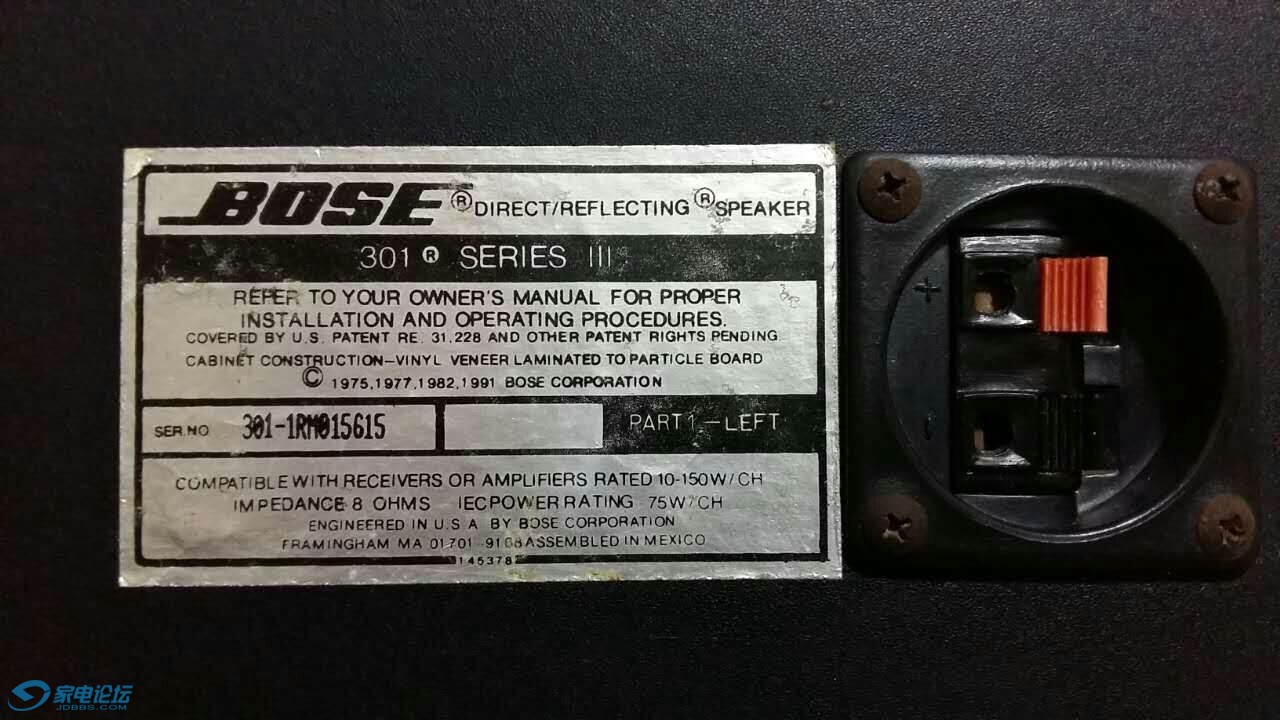 BOSE® DIRECT/REFLECTING® SPEAKER
301® SERIES III
REFER TO YOUR OWNER'S MANUAL FOR PROPER
INSTALLATION AND OPERATING PROCEDURES.
COVERED BY U.S. PATENT RE. 31,228 AND OTHER PATENT RIGHTS PENDING
CABINET CONSTRUCTION-VINYL VENEER LAMINATED TO PARTICLE BOARD
© 1975,1977,1982,1991 BOSE CORPORATION
SER.NO 301-1RM015615 PART 1-LEFT
COMPATIBLE WITH RECEIVERS OR AMPLIFIERS RATED 10-150W/CH
IMPEDANCE 8 OHMS IEC POWER RATING 75W/CH
ENGINEERED IN U.S.A BY BOSE CORPORATION
FRAMINGHAM MA 01701-9168 ASSEMBLED IN MEXICO
145378
+
-
家电论坛
JDBBS.COM